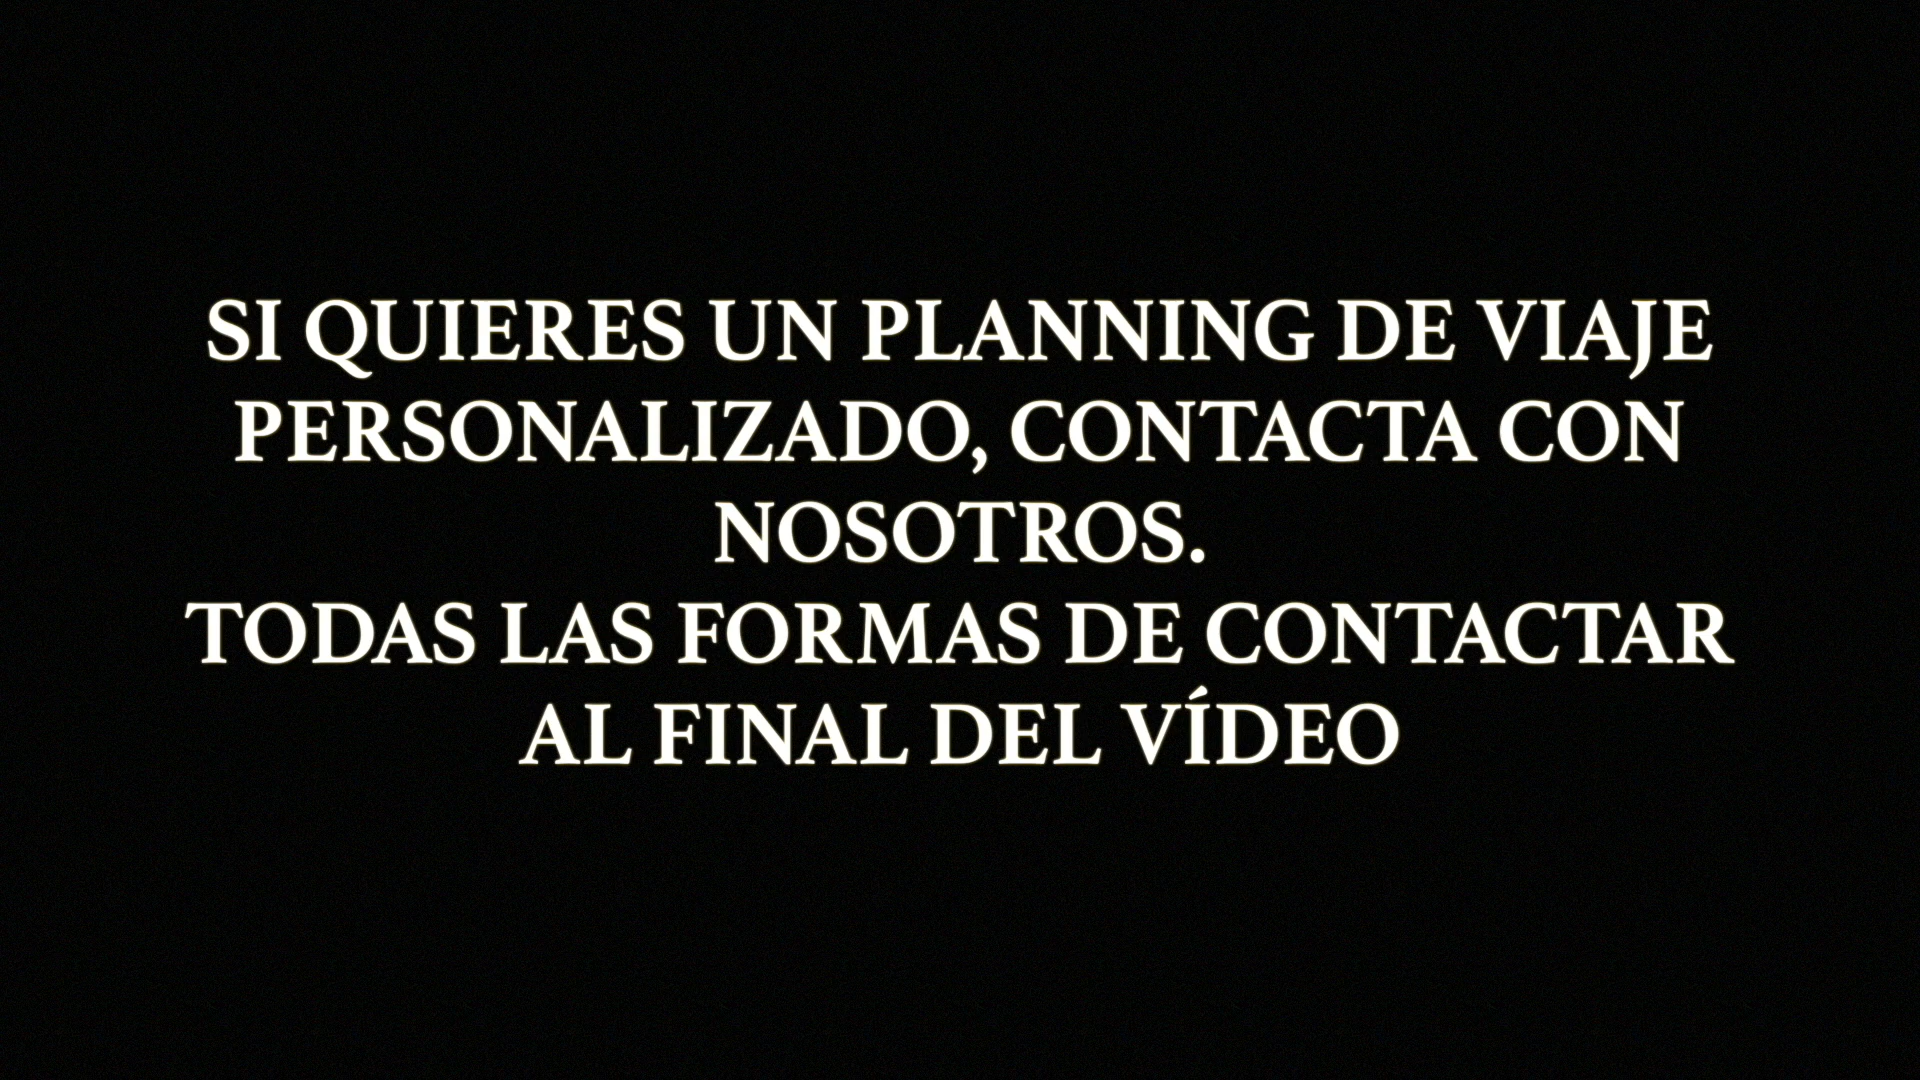 SI QUIERES UN PLANNING DE VIAJE
PERSONALIZADO, CONTACTA CON
NOSOTROS.
TODAS LAS FORMAS DE CONTACTAR
AL FINAL DEL VÍDEO